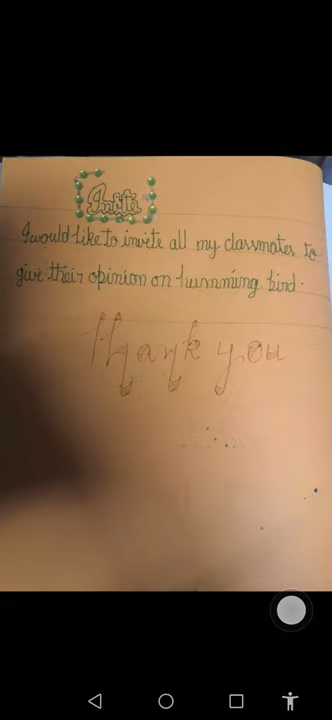 Invite
I would like to invite all my classmates to
give their opinion on humming bird.
Thank you